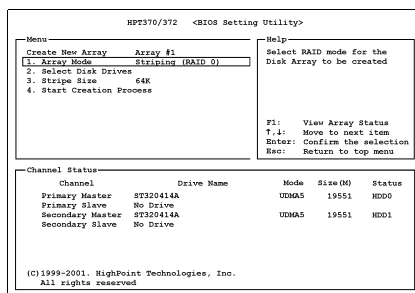 HPT370/372 <BIOS Setting Utility>
Menu
Create New Array Array #1
1. Array Mode Striping (RAID 0)
2. Select Disk Drives
3. Stripe Size 64K
4. Start Creation Process
Help
Select RAID mode for the
Disk Array to be created
F1: View Array Status
↑,↓: Move to next item
Enter: Confirm the selection
Esc: Return to top menu
Channel Status
Channel Drive Name Mode Size(M) Status
Primary Master ST320414A UDMA5 19551 HDD0
Primary Slave No Drive
Secondary Master ST320414A UDMA5 19551 HDD1
Secondary Slave No Drive
(C)1999-2001. HighPoint Technologies, Inc.
All rights reserved